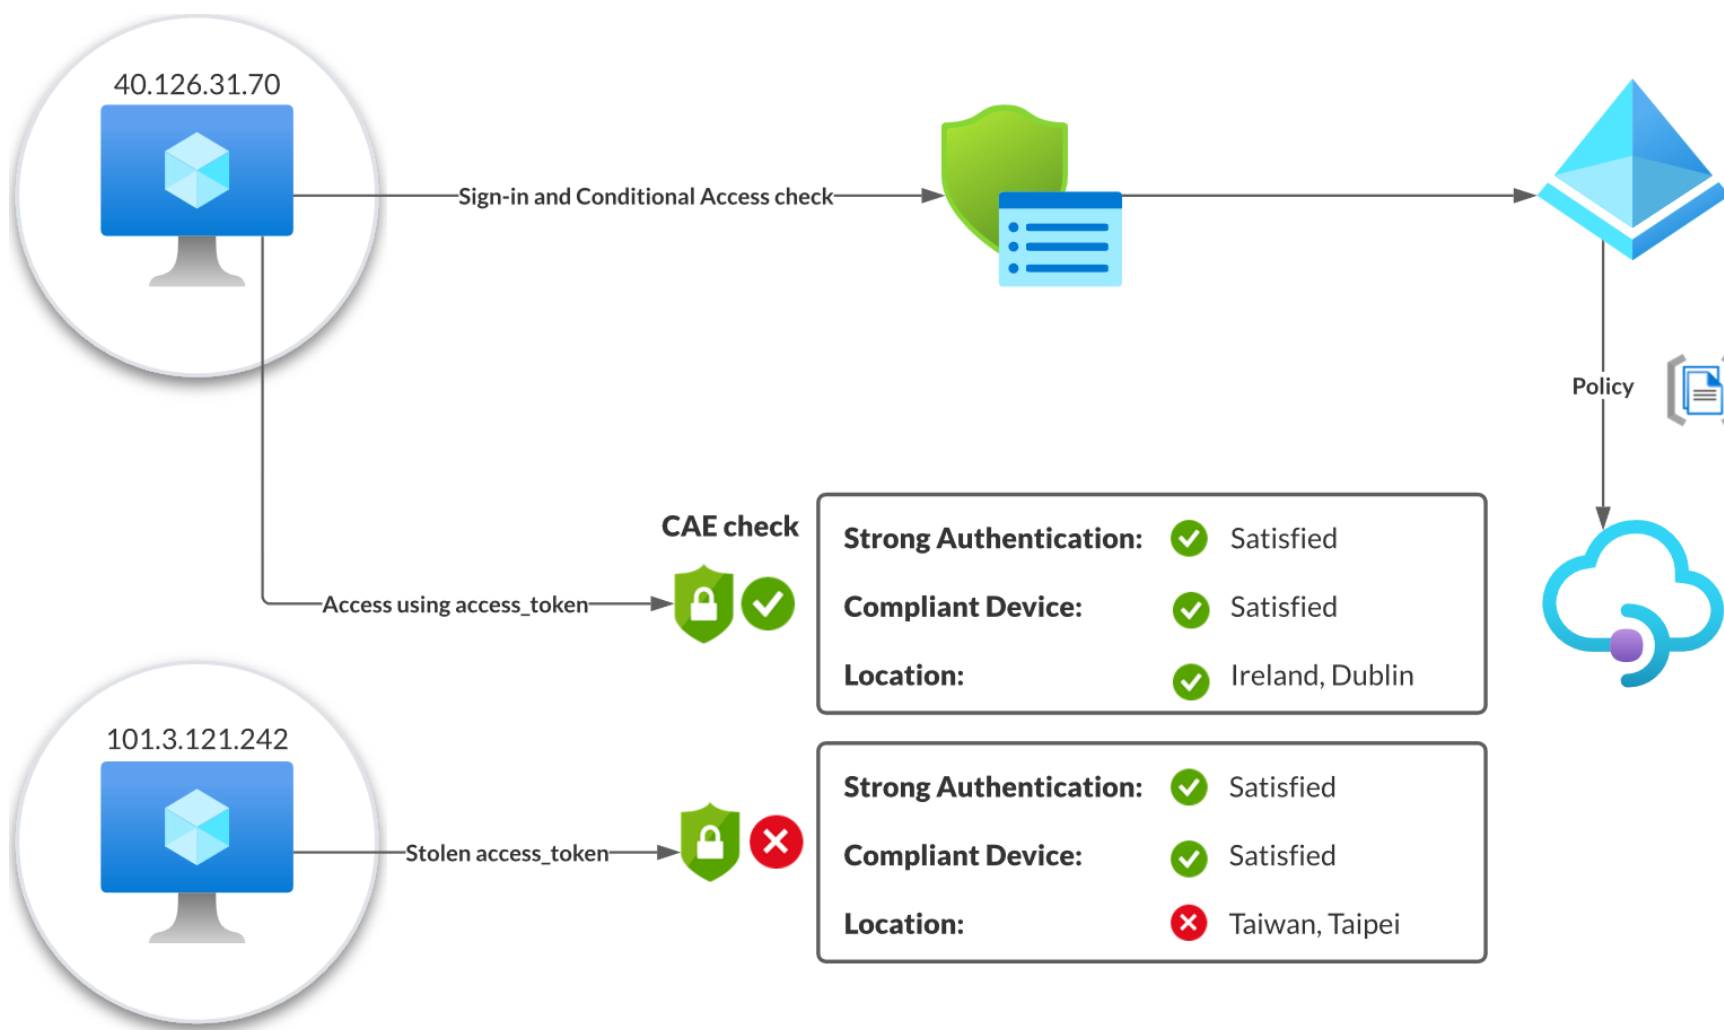 40.126.31.70
Sign-in and Conditional Access check
Policy
CAE check
Access using access_token
Strong Authentication: Satisfied
Compliant Device: Satisfied
Location: Ireland, Dublin
101.3.121.242
Stolen access_token
Strong Authentication: Satisfied
Compliant Device: Satisfied
Location: Taiwan, Taipei